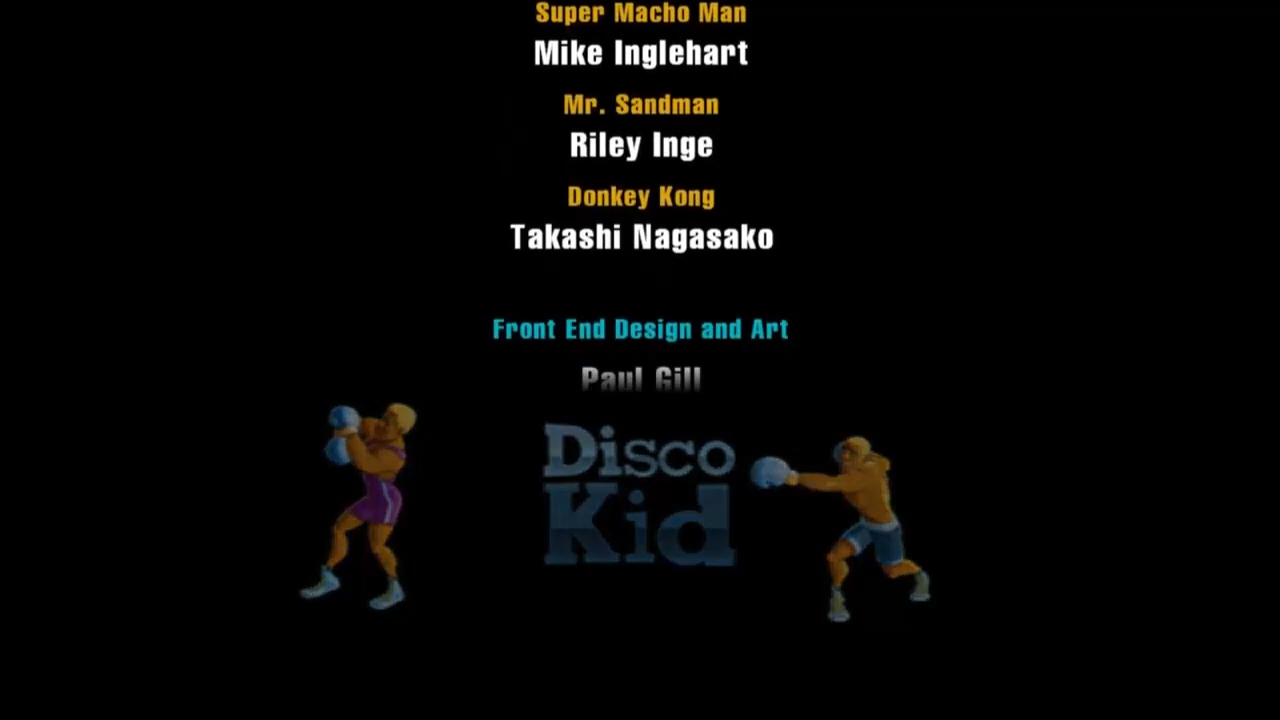 Super Macho Man
Mike Inglehart
Mr. Sandman
Riley Inge
Donkey Kong
Takashi Nagasako
Front End Design and Art
Paul Gill
Disco
Kid